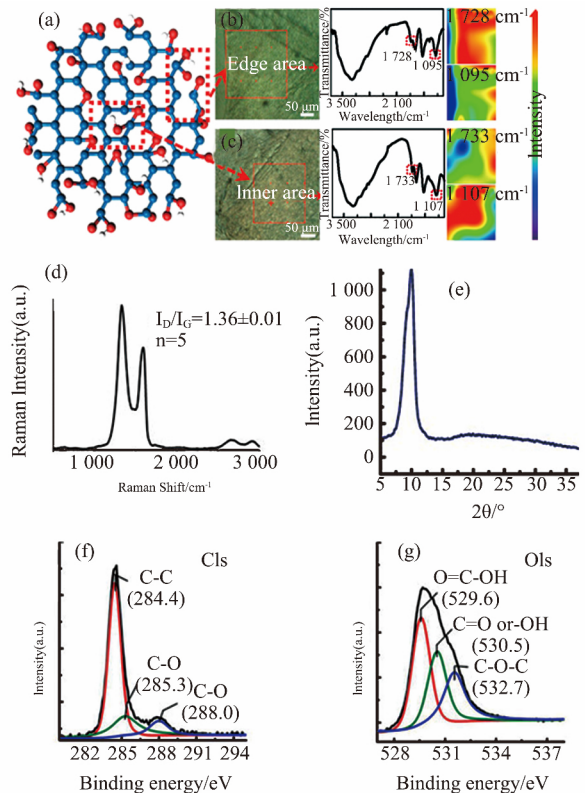 (a)
(b)
Edge area
50 μm
Transmittance/%
1 728
1 095
3 500
2 100
Wavelength/cm-1
1 728 cm-1
1 095 cm-1
(c)
Inner area
50 μm
Transmittance/%
1 733
1 107
3 500
2 100
Wavelength/cm-1
1 733 cm-1
1 107 cm-1
Intensity
(d)
ID/IG=1.36±0.01
n=5
Raman Intensity(a.u.)
1 000
2 000
3 000
Raman Shift/cm-1
(e)
Intensity(a.u.)
1 000
800
600
400
200
0
5
10
15
20
25
30
35
2θ/°
(f)
Cls
C-C
(284.4)
C-O
(285.3)
C-O
(288.0)
Intensity(a.u.)
282
285
288
291
294
Binding energy/eV
(g)
Ols
O=C-OH
(529.6)
C=O or-OH
(530.5)
C-O-C
(532.7)
Intensity(a.u.)
528
531
534
537
Binding energy/eV